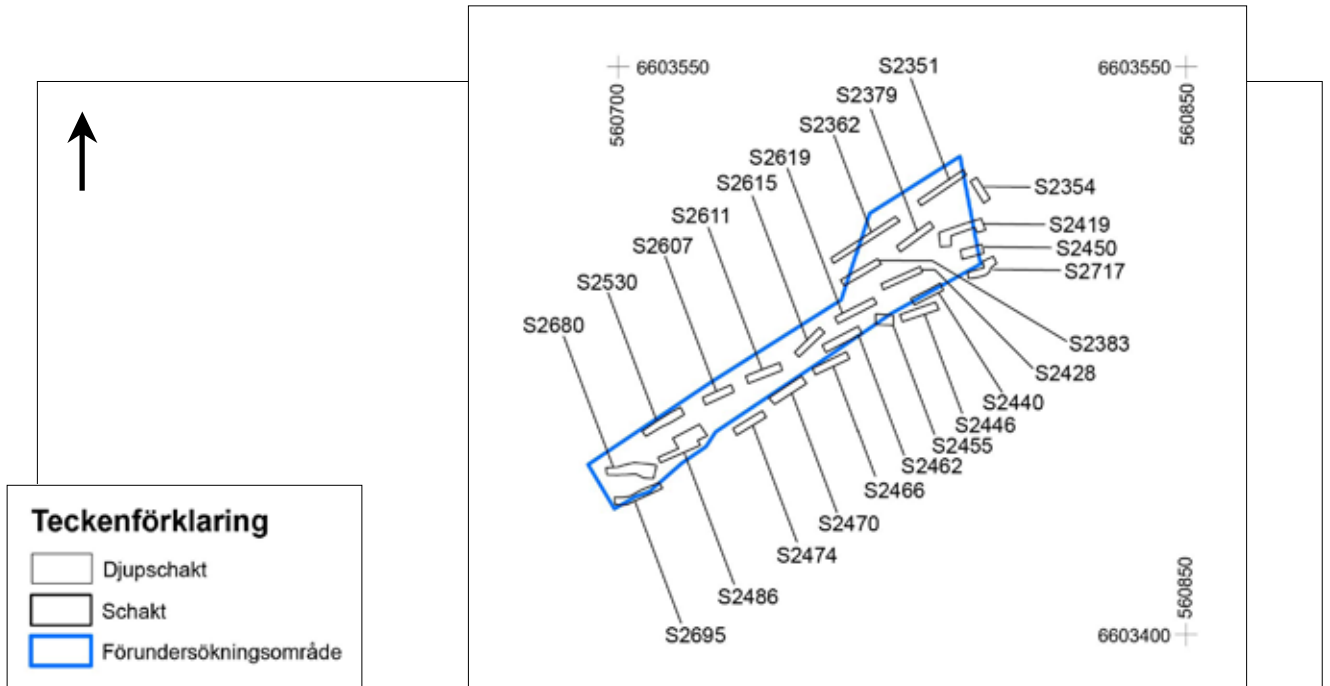 6603550
560700
6603550
560850
S2351
S2379
S2362
S2619
S2615
S2611
S2607
S2530
S2680
S2354
S2419
S2450
S2717
S2383
S2428
S2440
S2446
S2455
S2462
S2466
S2470
S2474
S2486
S2695
560850
6603400
Teckenförklaring
Djupschakt
Schakt
Förundersökningsområde